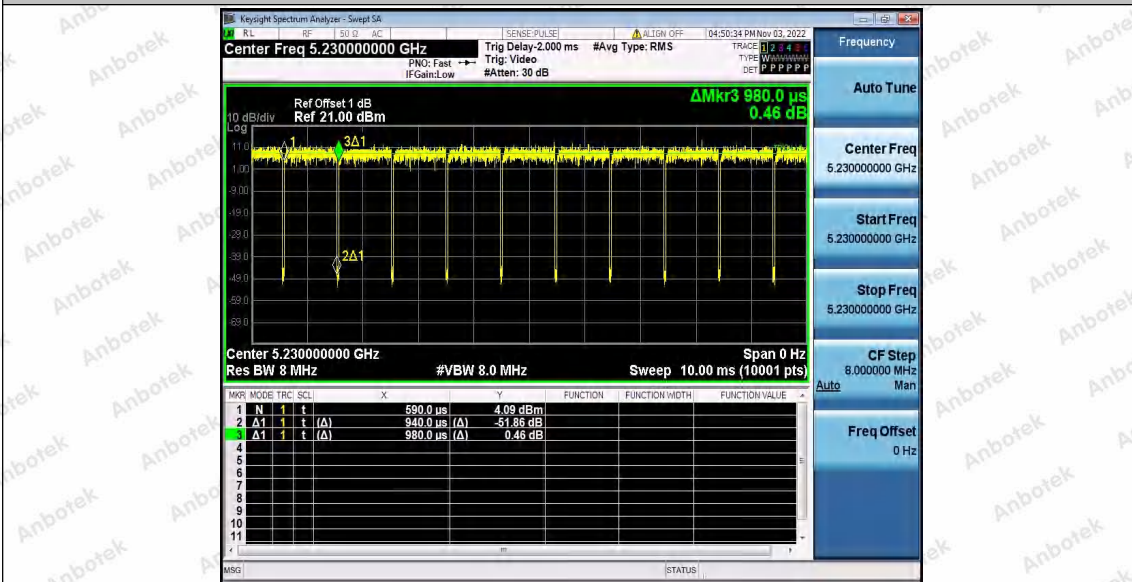 Keysight Spectrum Analyzer - Swept SA
RL RF 50 Ω AC SENSE:PULSE ALIGN OFF 04:50:34 PM Nov 03, 2022
Center Freq 5.230000000 GHz Trig Delay-2.000 ms #Avg Type: RMS TRACE 1 2 3 4 5 6
PNO: Fast Trig: Video TYPE WWWWWW
IFGain:Low #Atten: 30 dB DET P P P P P P
ΔMkr3 980.0 µs
0.46 dB
Ref Offset 1 dB
10 dB/div Ref 21.00 dBm
Log
11.0
1.00
-9.00
-19.0
-29.0
-39.0
-49.0
-59.0
-69.0
1
3Δ1
2Δ1
Center 5.230000000 GHz Span 0 Hz
Res BW 8 MHz #VBW 8.0 MHz Sweep 10.00 ms (10001 pts)
MKR MODE TRC SCL X Y FUNCTION FUNCTION WIDTH FUNCTION VALUE
1 N 1 t 590.0 µs 4.09 dBm
2 Δ1 1 t (Δ) 940.0 µs (Δ) -51.86 dB
3 Δ1 1 t (Δ) 980.0 µs (Δ) 0.46 dB
4
5
6
7
8
9
10
11
MSG STATUS
Frequency
Auto Tune
Center Freq
5.230000000 GHz
Start Freq
5.230000000 GHz
Stop Freq
5.230000000 GHz
CF Step
8.000000 MHz
Auto Man
Freq Offset
0 Hz
Anbotek